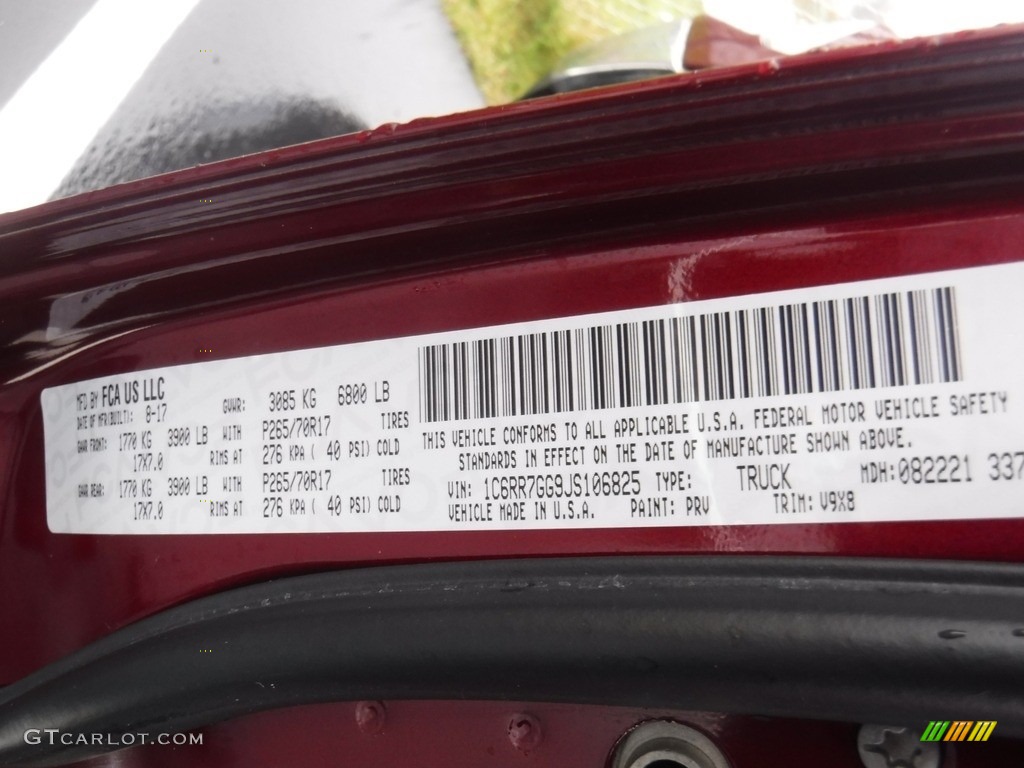 MFD BY FCA US LLC
DATE OF MFR(BUILT): 8-17 GVWR: 3085 KG 6800 LB
GAWR FRONT: 1770 KG 3900 LB WITH P265/70R17 TIRES
17X7.0 RIMS AT 276 KPA ( 40 PSI) COLD
GAWR REAR: 1770 KG 3900 LB WITH P265/70R17 TIRES
17X7.0 RIMS AT 276 KPA ( 40 PSI) COLD
THIS VEHICLE CONFORMS TO ALL APPLICABLE U.S.A. FEDERAL MOTOR VEHICLE SAFETY
STANDARDS IN EFFECT ON THE DATE OF MANUFACTURE SHOWN ABOVE.
VIN: 1C6RR7GG9JS106825 TYPE: TRUCK MDH:082221 337
VEHICLE MADE IN U.S.A. PAINT: PRV TRIM: V9X8
GTCARLOT.COM